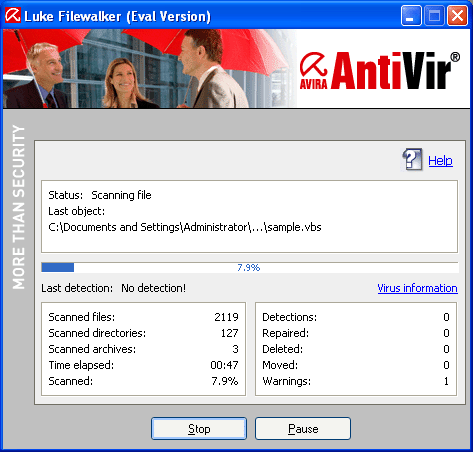 Luke Filewalker (Eval Version)
AVIRA AntiVir®
MORE THAN SECURITY
Help
Status: Scanning file
Last object:
C:\Documents and Settings\Administrator\...\sample.vbs
7.9%
Last detection: No detection! Virus information
Scanned files: 2119
Scanned directories: 127
Scanned archives: 3
Time elapsed: 00:47
Scanned: 7.9%
Detections: 0
Repaired: 0
Deleted: 0
Moved: 0
Warnings: 1
Stop Pause